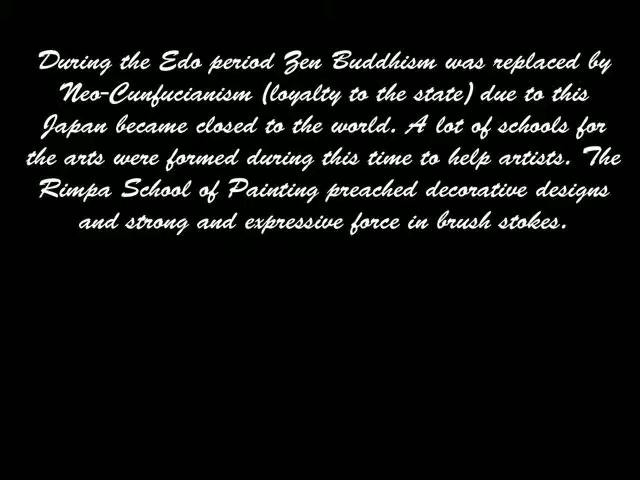 During the Edo period Zen Buddhism was replaced by
Neo-Cunfucianism (loyalty to the state) due to this
Japan became closed to the world. A lot of schools for
the arts were formed during this time to help artists. The
Rimpa School of Painting preached decorative designs
and strong and expressive force in brush stokes.